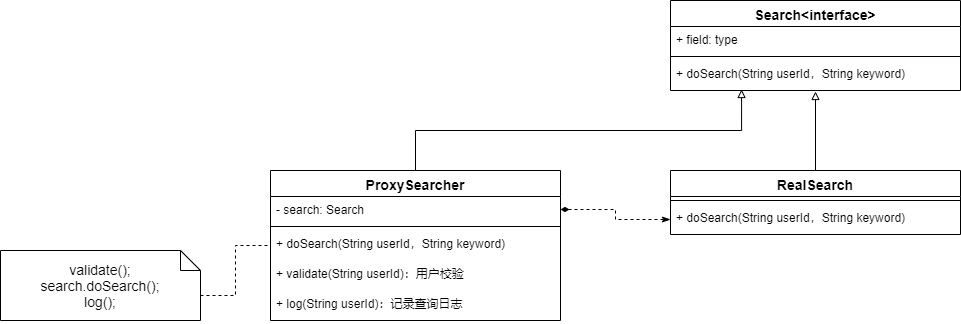 Search<interface>
+ field: type
+ doSearch(String userId，String keyword)
ProxySearcher
- search: Search
+ doSearch(String userId，String keyword)
+ validate(String userId)：用户校验
+ log(String userId)：记录查询日志
RealSearch
+ doSearch(String userId，String keyword)
validate();
search.doSearch();
log();